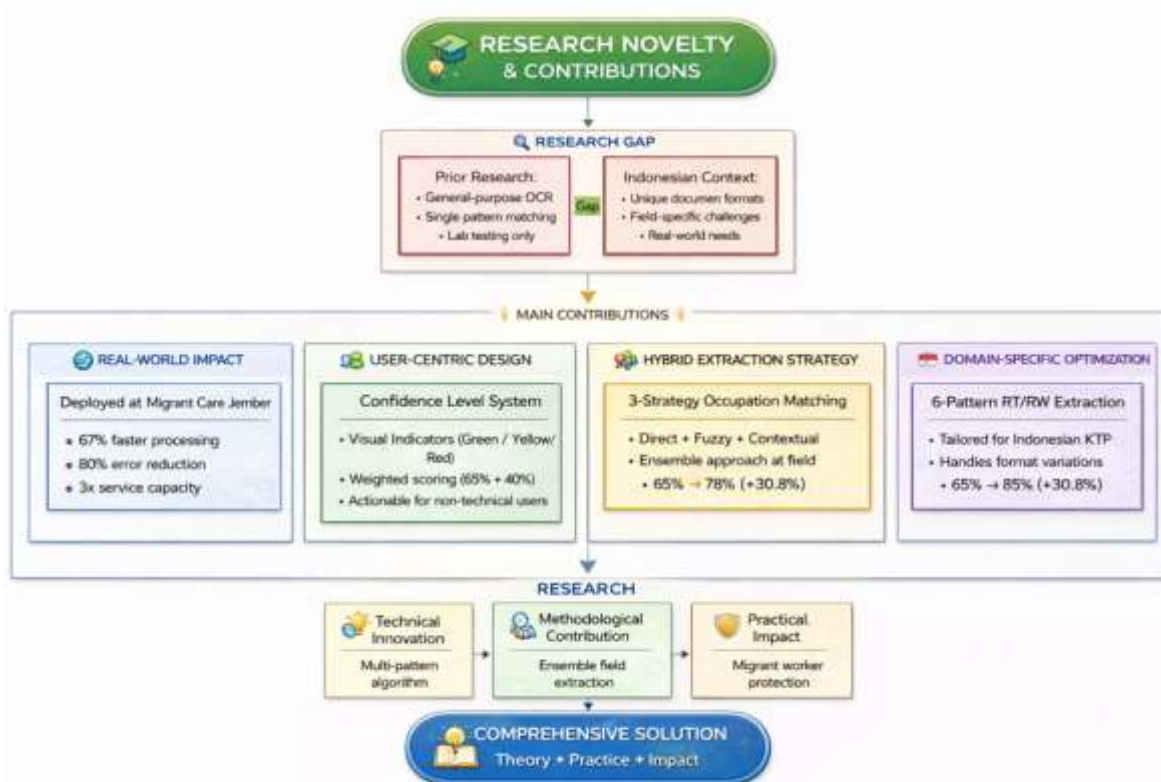 RESEARCH NOVELTY
& CONTRIBUTIONS
RESEARCH GAP
Prior Research:
• General-purpose OCR
• Single pattern matching
• Lab testing only
Gap
Indonesian Context:
• Unique documen formats
• Field-specific challenges
• Real-world needs
MAIN CONTRIBUTIONS
REAL-WORLD IMPACT
Deployed at Migrant Care Jember
• 67% faster processing
• 80% error reduction
• 3x service capacity
USER-CENTRIC DESIGN
Confidence Level System
• Visual Indicators (Green / Yellow/
Red)
• Weighted scoring (65% + 40%)
• Actionable for non-technical users
HYBRID EXTRACTION STRATEGY
3-Strategy Occupation Matching
• Direct + Fuzzy + Contextual
• Ensemble approach at field
• 65% → 78% (+30.8%)
DOMAIN-SPECIFIC OPTIMIZATION
6-Pattern RT/RW Extraction
• Tailored for Indonesian KTP
• Handles format variations
• 65% → 85% (+30.8%)
RESEARCH
Technical
Innovation
Multi-pattern
algorithm
Methodological
Contribution
Ensemble field
extraction
Practical
Impact
Migrant worker
protection
COMPREHENSIVE SOLUTION
Theory + Practice + Impact